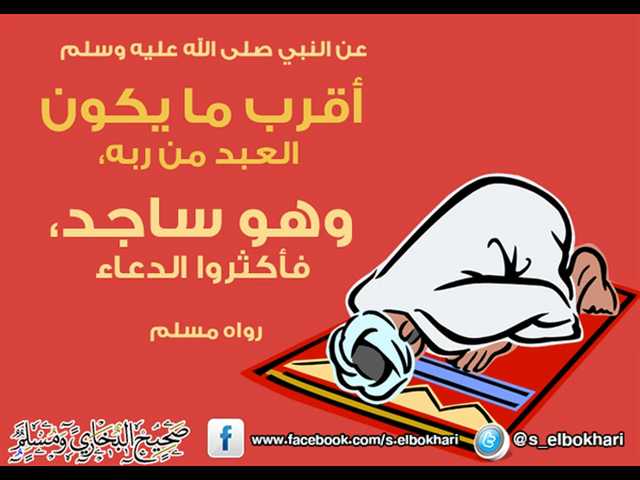 عن النبي صلى الله عليه وسلم
أقرب ما يكون
العبد من ربه،
وهو ساجد،
فأكثروا الدعاء
رواه مسلم
صحيح البخاري ومسلم
www.facebook.com/s.elbokhari
@s_elbokhari